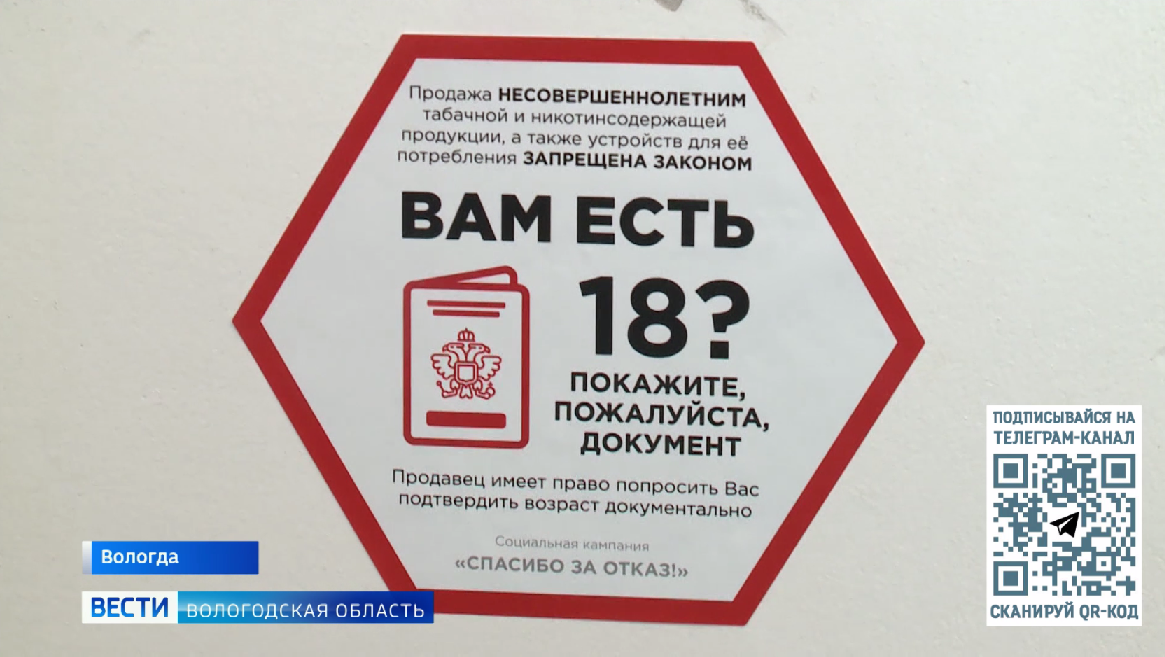 Продажа НЕСОВЕРШЕННОЛЕТНИМ
табачной и никотинсодержащей
продукции, а также устройств для её
потребления ЗАПРЕЩЕНА ЗАКОНОМ
ВАМ ЕСТЬ
18?
ПОКАЖИТЕ,
ПОЖАЛУЙСТА,
ДОКУМЕНТ
Продавец имеет право попросить Вас
подтвердить возраст документально
Социальная кампания
«СПАСИБО ЗА ОТКАЗ!»
Вологда
ВЕСТИ ВОЛОГОДСКАЯ ОБЛАСТЬ
ПОДПИСЫВАЙСЯ НА
ТЕЛЕГРАМ-КАНАЛ
СКАНИРУЙ QR-КОД